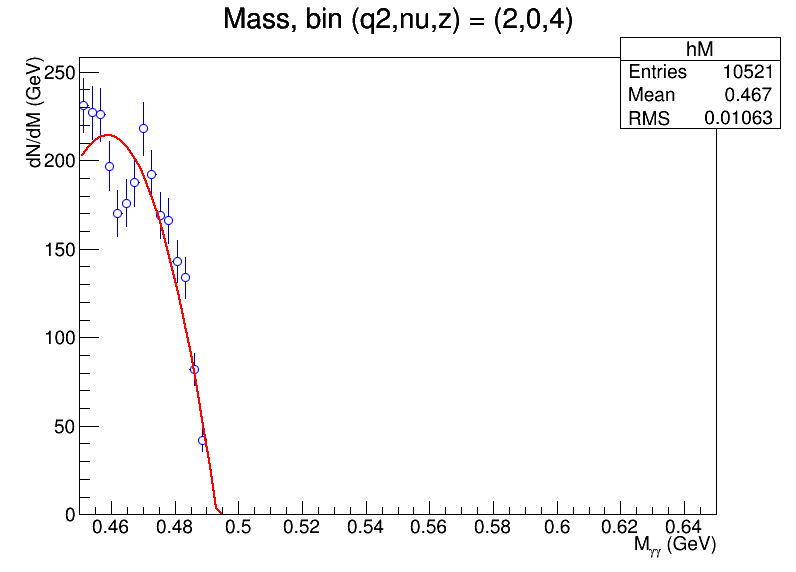 Mass, bin (q2,nu,z) = (2,0,4)
hM
Entries 10521
Mean 0.467
RMS 0.01063
dN/dM (GeV)
250
200
150
100
50
0
0.46 0.48 0.5 0.52 0.54 0.56 0.58 0.6 0.62 0.64
Mγγ (GeV)